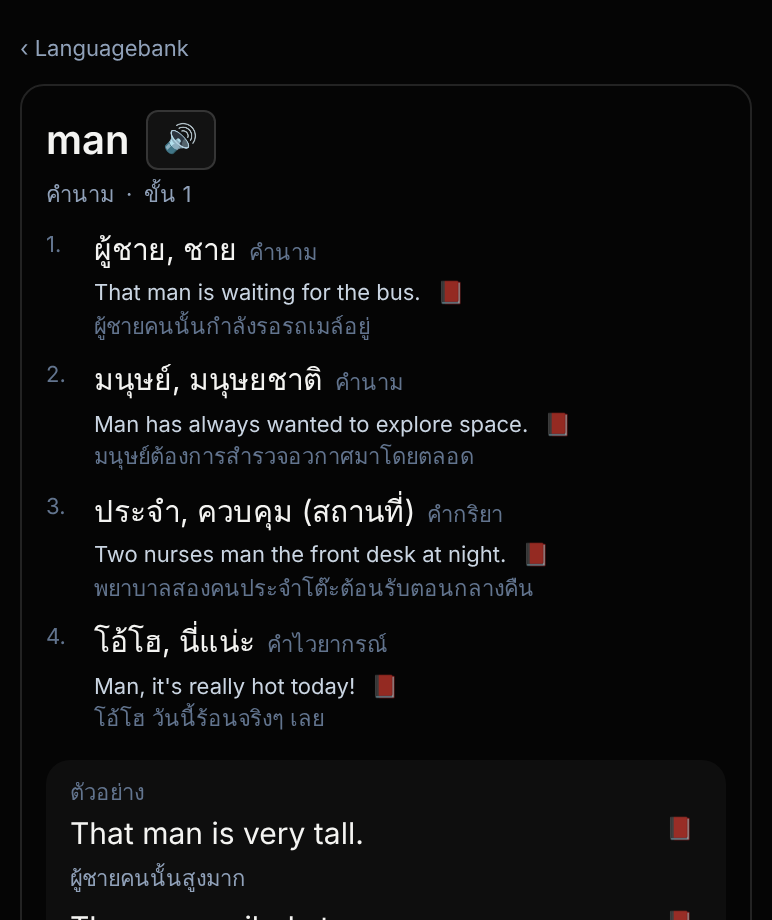 ‹ Languagebank
man
คำนาม · ขั้น 1
1. ผู้ชาย, ชาย คำนาม
That man is waiting for the bus.
ผู้ชายคนนั้นกำลังรอรถเมล์อยู่
2. มนุษย์, มนุษยชาติ คำนาม
Man has always wanted to explore space.
มนุษย์ต้องการสำรวจอวกาศมาโดยตลอด
3. ประจำ, ควบคุม (สถานที่) คำกริยา
Two nurses man the front desk at night.
พยาบาลสองคนประจำโต๊ะต้อนรับตอนกลางคืน
4. โอ้โฮ, นี่แน่ะ คำไวยากรณ์
Man, it's really hot today!
โอ้โฮ วันนี้ร้อนจริงๆ เลย
ตัวอย่าง
That man is very tall.
ผู้ชายคนนั้นสูงมาก